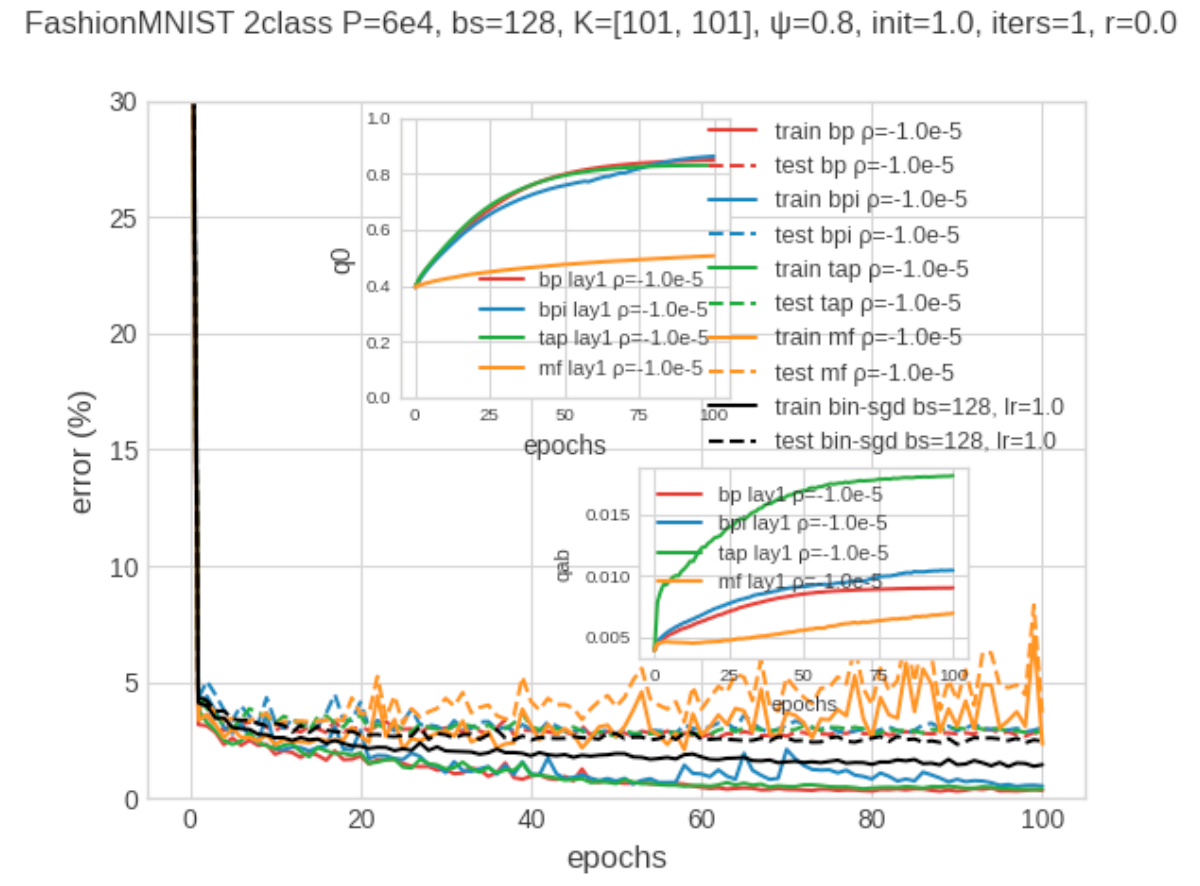 FashionMNIST 2class P=6e4, bs=128, K=[101, 101], ψ=0.8, init=1.0, iters=1, r=0.0
30
25
20
15
10
5
0
error (%)
0
20
40
60
80
100
epochs
train bp ρ=-1.0e-5
test bp ρ=-1.0e-5
train bpi ρ=-1.0e-5
test bpi ρ=-1.0e-5
train tap ρ=-1.0e-5
test tap ρ=-1.0e-5
train mf ρ=-1.0e-5
test mf ρ=-1.0e-5
train bin-sgd bs=128, lr=1.0
test bin-sgd bs=128, lr=1.0
1.0
0.8
0.6
0.4
0.2
0.0
q0
bp lay1 ρ=-1.0e-5
bpi lay1 ρ=-1.0e-5
tap lay1 ρ=-1.0e-5
mf lay1 ρ=-1.0e-5
0
25
50
75
100
epochs
0.015
0.010
0.005
qab
bp lay1 ρ=-1.0e-5
bpi lay1 ρ=-1.0e-5
tap lay1 ρ=-1.0e-5
mf lay1 ρ=-1.0e-5
0
25
50
75
100
epochs